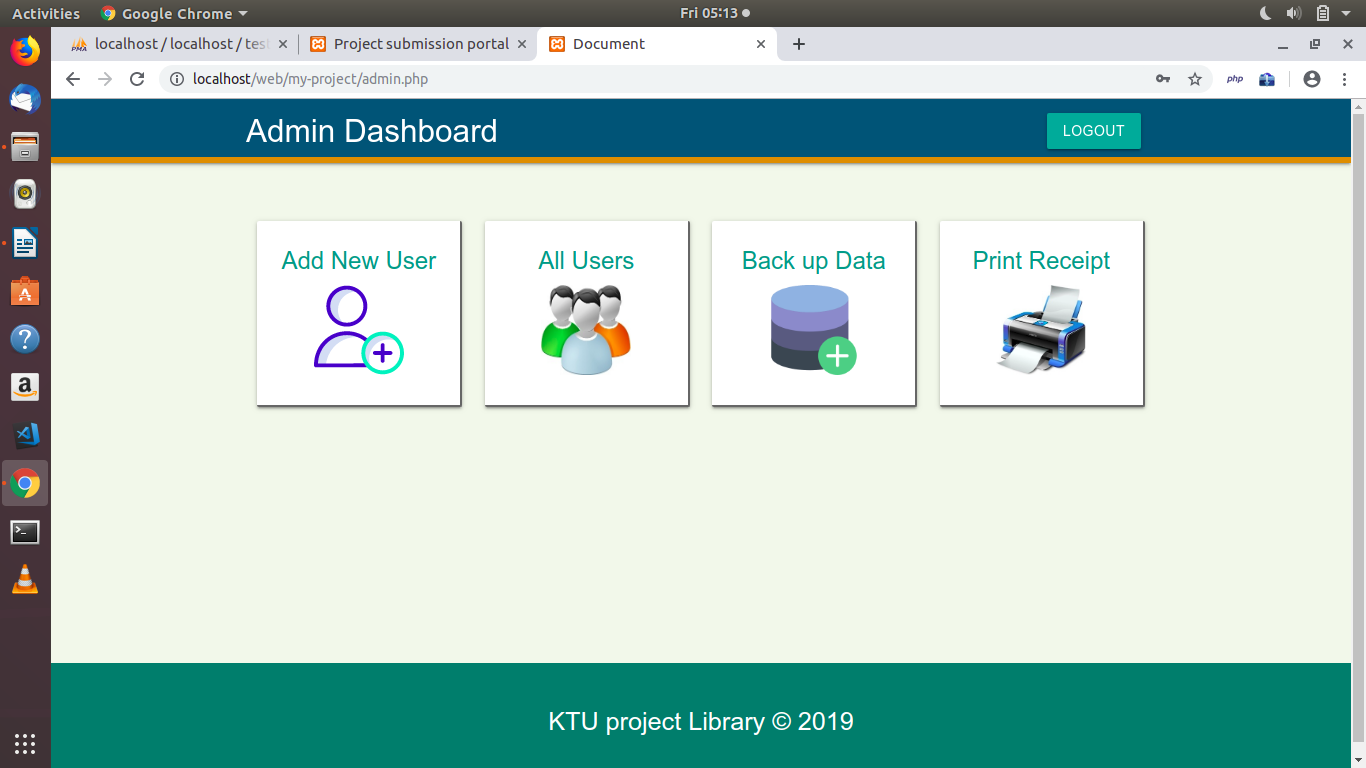 Activities Google Chrome Fri 05:13
localhost / localhost / tes Project submission portal Document
localhost/web/my-project/admin.php php
Admin Dashboard LOGOUT
Add New User All Users Back up Data Print Receipt
KTU project Library © 2019